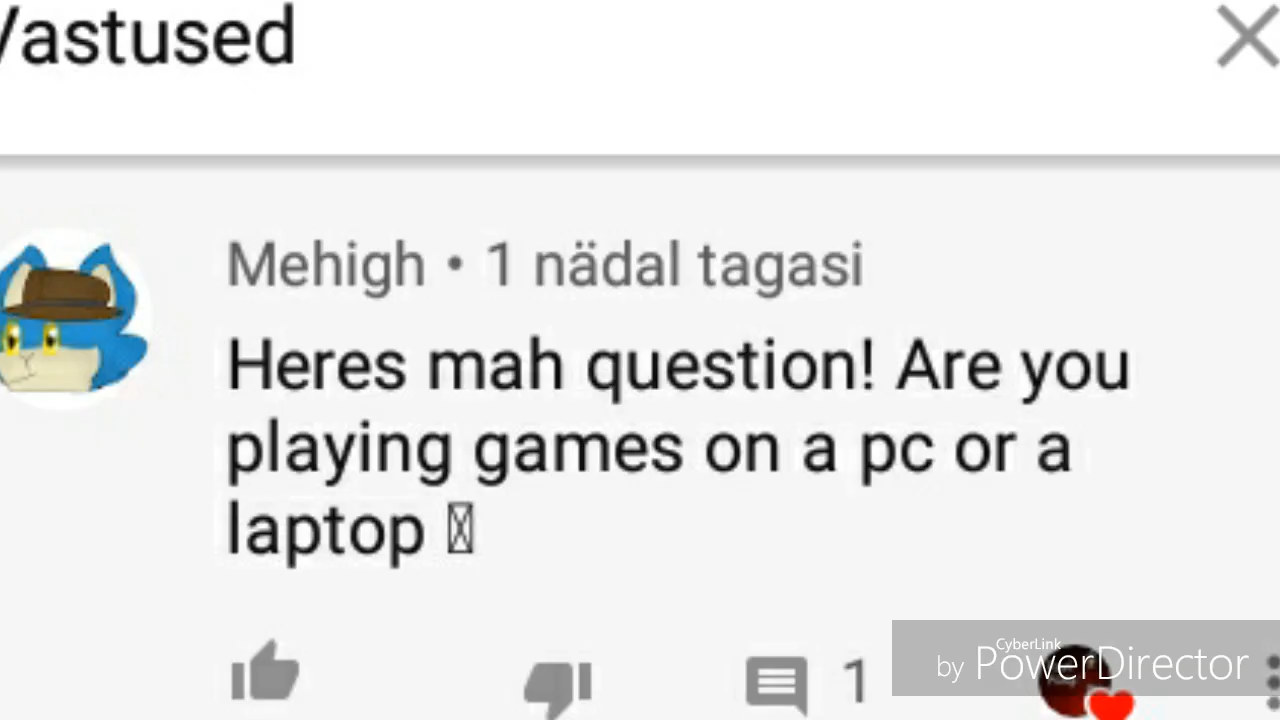 Vastused
Mehigh • 1 nädal tagasi
Heres mah question! Are you
playing games on a pc or a
laptop
1
CyberLink
by PowerDirector